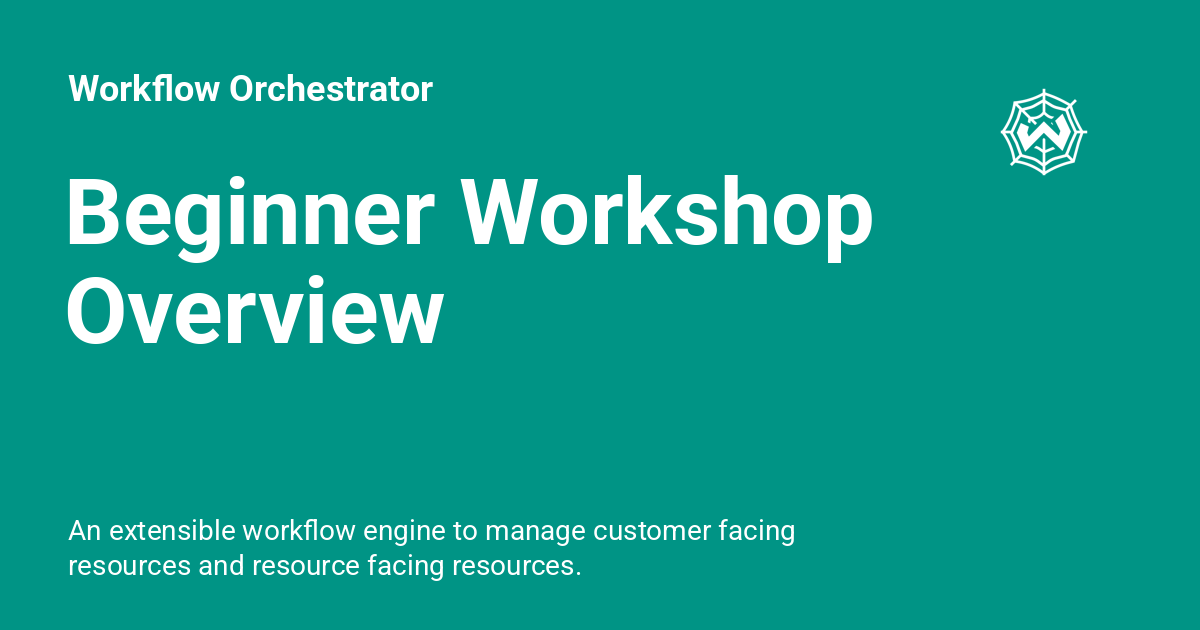 Workflow Orchestrator
Beginner Workshop
Overview
An extensible workflow engine to manage customer facing
resources and resource facing resources.